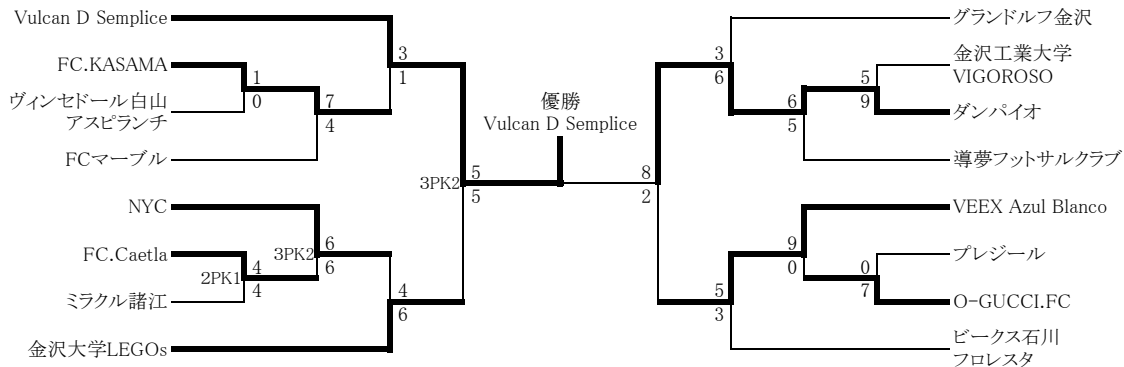 Vulcan D Semplice
FC.KASAMA
ヴィンセドール白山
アスピランチ
FCマーブル
NYC
FC.Caetla
ミラクル諸江
金沢大学LEGOs
3
1
1
0
7
4
5
5
3PK2
6
6
3PK2
4
4
2PK1
4
6
優勝
Vulcan D Semplice
8
2
3
6
6
5
5
9
9
0
0
7
5
3
グランドルフ金沢
金沢工業大学
VIGOROSO
ダンパイオ
導夢フットサルクラブ
VEEX Azul Blanco
プレジール
O-GUCCI.FC
ビークス石川
フロレスタ